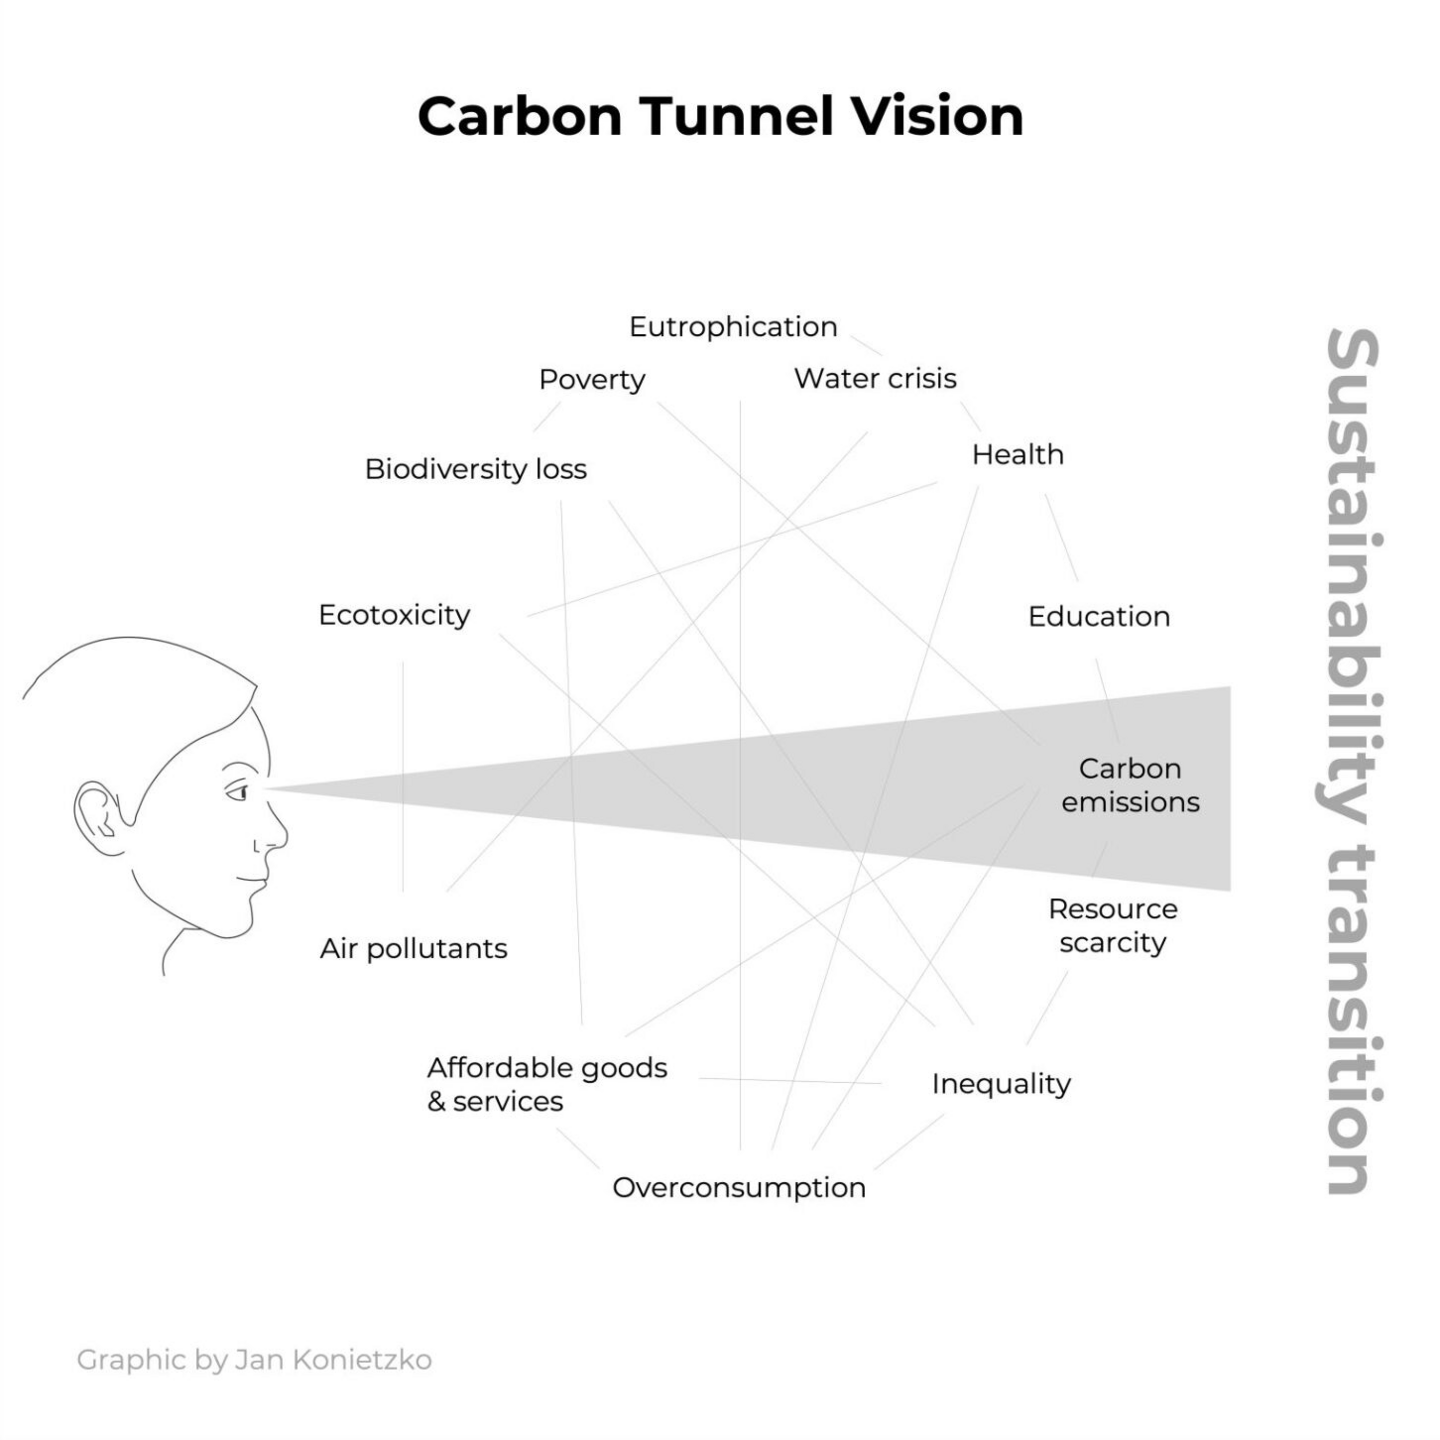 Carbon Tunnel Vision
Eutrophication
Poverty
Water crisis
Health
Biodiversity loss
Ecotoxicity
Education
Carbon
emissions
Resource
scarcity
Air pollutants
Affordable goods
& services
Inequality
Overconsumption
Sustainability transition
Graphic by Jan Konietzko